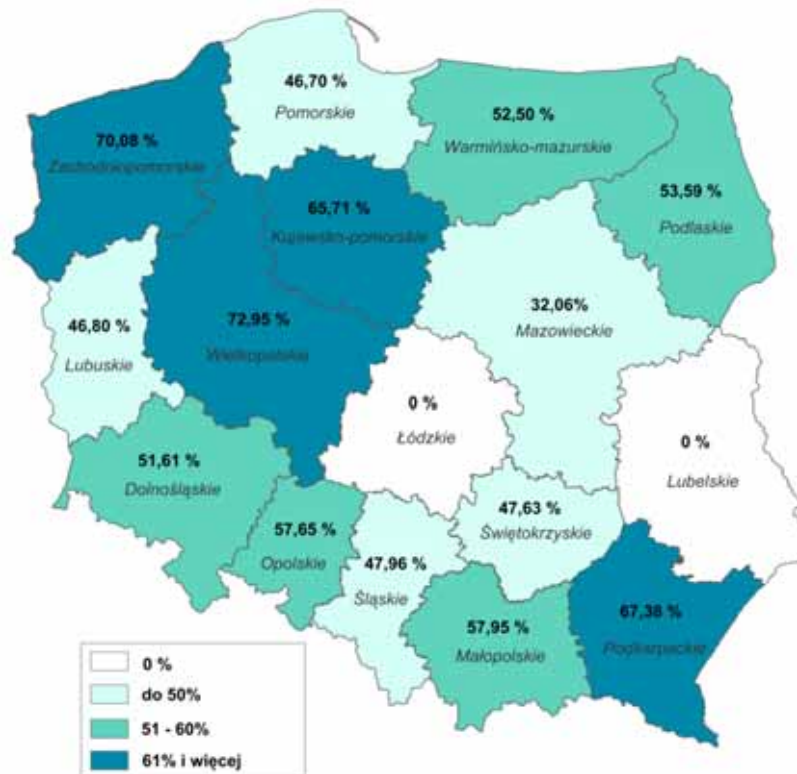 46,70 %
Pomorskie
52,50 %
Warmińsko-mazurskie
70,08 %
Zachodniopomorskie
53,59 %
Podlaskie
65,71 %
Kujawsko-pomorskie
32,06%
Mazowieckie
46,80 %
Lubuskie
72,95 %
Wielkopolskie
0 %
Łódzkie
0 %
Lubelskie
51,61 %
Dolnośląskie
47,63 %
Świętokrzyskie
57,65 %
Opolskie
47,96 %
Śląskie
57,95 %
Małopolskie
67,38 %
Podkarpackie
0 %
do 50%
51 - 60%
61% i więcej